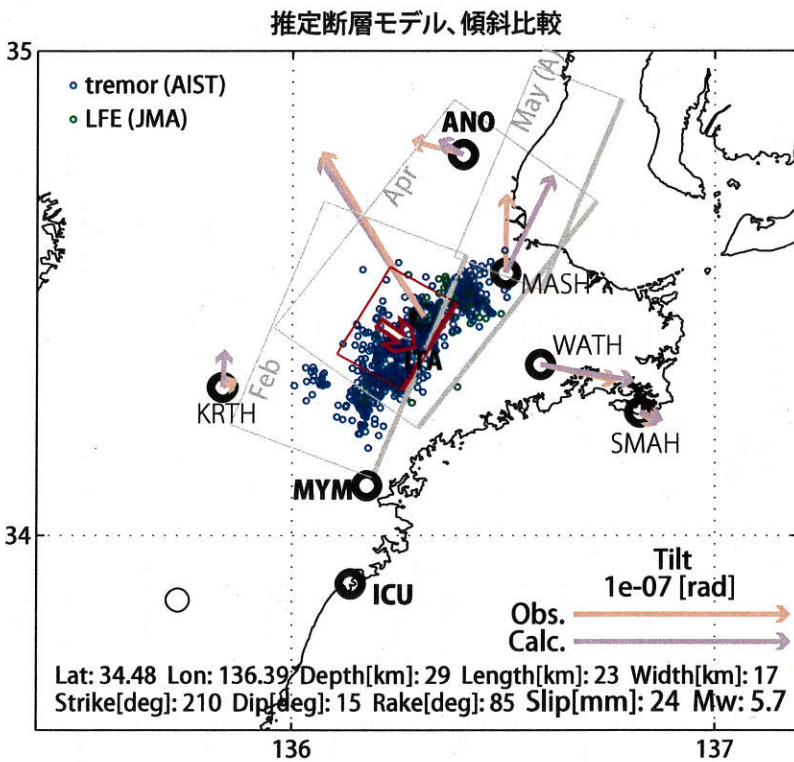 推定断層モデル、傾斜比較
35
tremor (AIST)
LFE (JMA)
May (A)
ANO
Apr
MASH
WATH
ITA
Feb
KRTH
SMAH
MYM
34
Tilt
1e-07 [rad]
ICU
Obs.
Calc.
Lat: 34.48 Lon: 136.39 Depth[km]: 29 Length[km]: 23 Width[km]: 17
Strike[deg]: 210 Dip[deg]: 15 Rake[deg]: 85 Slip[mm]: 24 Mw: 5.7
136
137